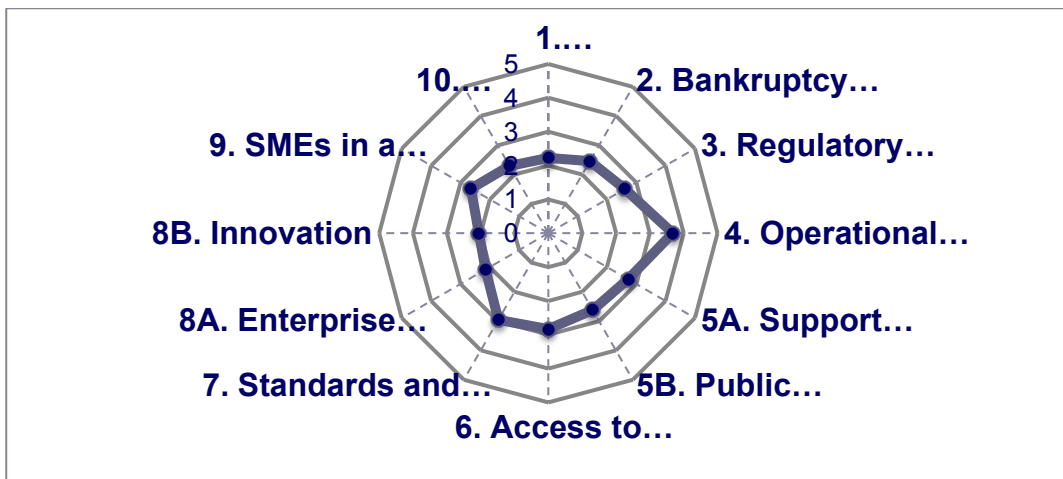 1.…
2. Bankruptcy…
3. Regulatory…
4. Operational…
5A. Support…
5B. Public…
6. Access to…
7. Standards and…
8A. Enterprise…
8B. Innovation
9. SMEs in a…
10.…
5
4
3
2
1
0